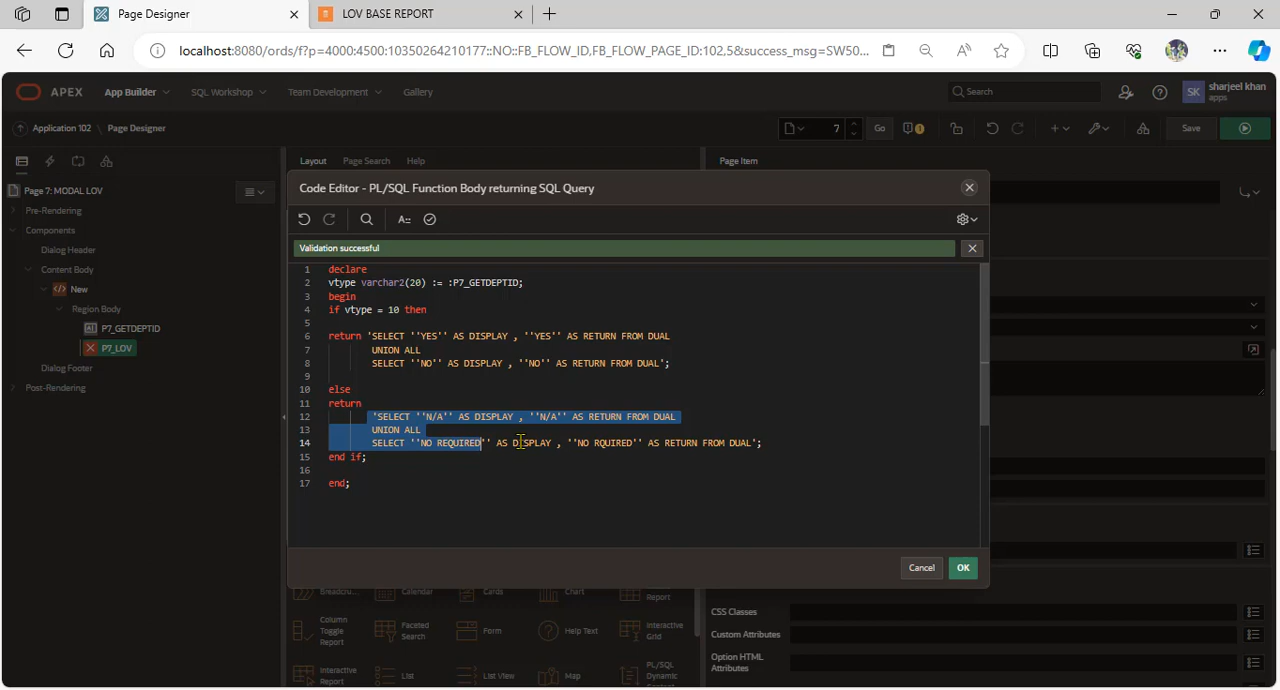 Page Designer
LOV BASE REPORT
localhost:8080/ords/f?p=4000:4500:10350264210177::NO::FB_FLOW_ID,FB_FLOW_PAGE_ID:102,5&success_msg=SW50...
APEX
App Builder
SQL Workshop
Team Development
Gallery
Search
SK
sharjeel khan
apps
Application 102 \ Page Designer
7
Go
1
Save
Layout
Page Search
Help
Page Item
Page 7: MODAL LOV
Pre-Rendering
Components
Dialog Header
Content Body
New
Region Body
P7_GETDEPTID
P7_LOV
Dialog Footer
Post-Rendering
Code Editor - PL/SQL Function Body returning SQL Query
Validation successful
1 declare
2 vtype varchar2(20) := :P7_GETDEPTID;
3 begin
4 if vtype = 10 then
5
6 return 'SELECT ''YES'' AS DISPLAY , ''YES'' AS RETURN FROM DUAL
7 UNION ALL
8 SELECT ''NO'' AS DISPLAY , ''NO'' AS RETURN FROM DUAL';
9
10 else
11 return
12 'SELECT ''N/A'' AS DISPLAY , ''N/A'' AS RETURN FROM DUAL
13 UNION ALL
14 SELECT ''NO REQUIRED'' AS DISPLAY , ''NO RQUIRED'' AS RETURN FROM DUAL';
15 end if;
16
17 end;
Cancel
OK
Calendar
Cards
Chart
Report
Column Toggle Report
Faceted Search
Form
Help Text
Interactive Grid
Interactive Report
List
List View
Map
PL/SQL Dynamic
CSS Classes
Custom Attributes
Option HTML Attributes